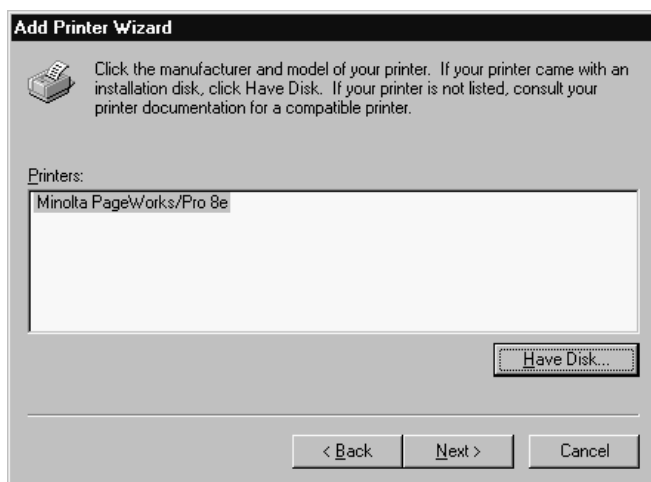 Add Printer Wizard
Click the manufacturer and model of your printer. If your printer came with an
installation disk, click Have Disk. If your printer is not listed, consult your
printer documentation for a compatible printer.
Printers:
Minolta PageWorks/Pro 8e
Have Disk...
< Back Next > Cancel